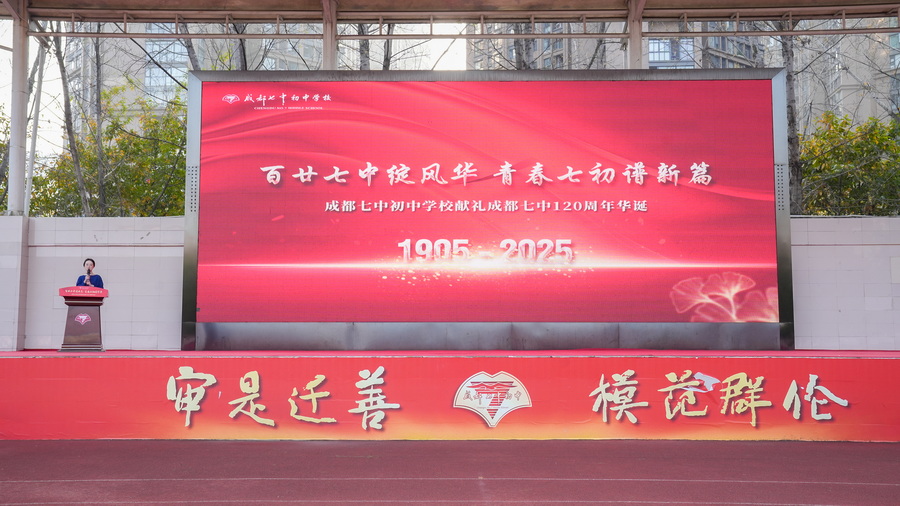 成都七中初中学校
百廿七中绽风华 青春七初谱新篇
成都七中初中学校献礼成都七中120周年华诞
1905 - 2025
审是迁善 模范群伦